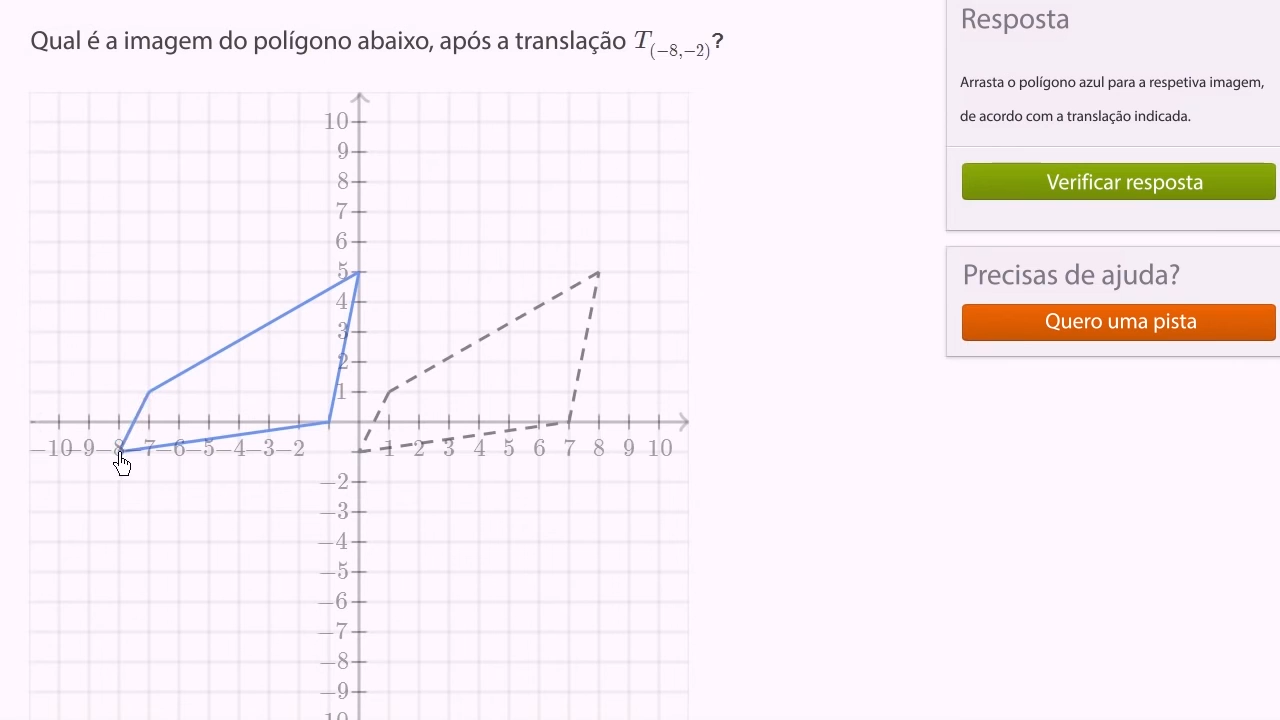 Qual é a imagem do polígono abaixo, após a translação T(−8,−2)?
Resposta
Arrasta o polígono azul para a respetiva imagem,
de acordo com a translação indicada.
Verificar resposta
Precisas de ajuda?
Quero uma pista
10
9
8
7
6
5
4
3
2
1
−10 −9 −8 −7 −6 −5 −4 −3 −2 1 2 3 4 5 6 7 8 9 10
−2
−3
−4
−5
−6
−7
−8
−9